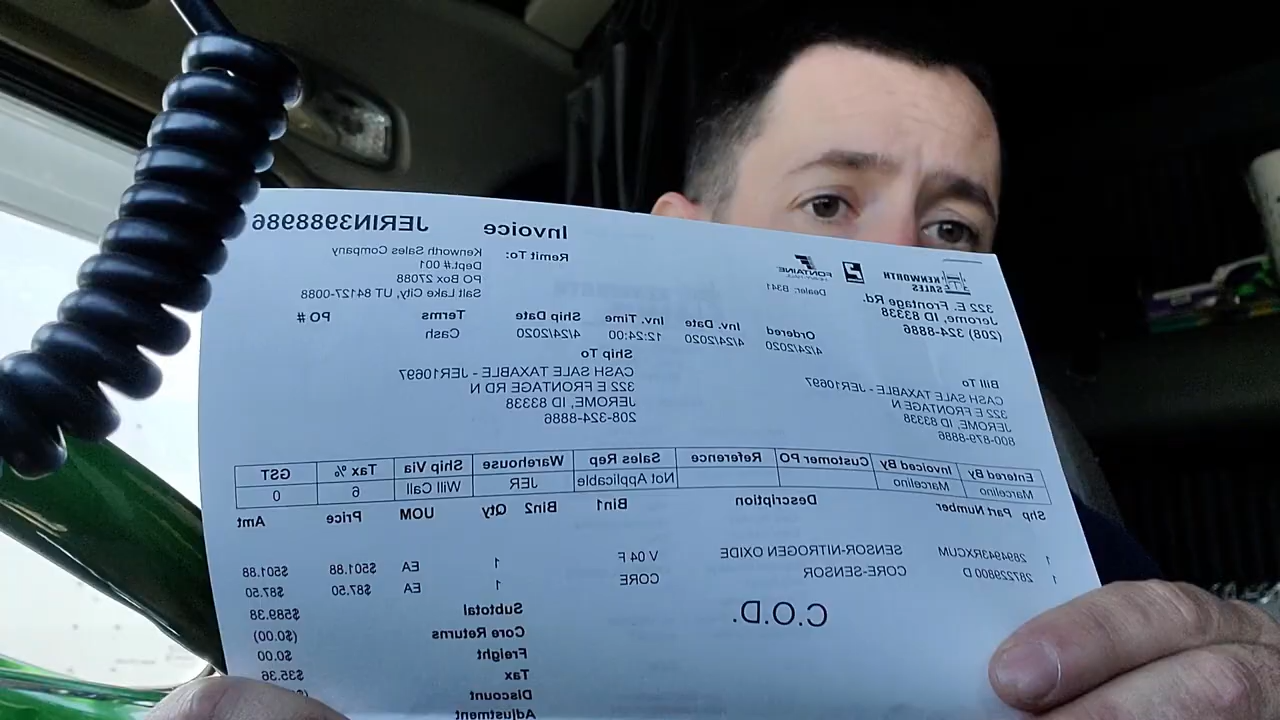 KENWORTH
SALES
FONTAINE
322 E. Frontage Rd.
Jerome, ID 83338
(208) 324-8886
Dealer: B341
Invoice JERIN3988986
Remit To: Kenworth Sales Company
Dept # 001
PO Box 27088
Salt Lake City, UT 84127-0088
Ordered Inv. Date Inv. Time Ship Date Terms PO #
4/24/2020 4/24/2020 12:24:00 4/24/2020 Cash
Bill To
CASH SALE TAXABLE - JER10697
322 E FRONTAGE N
JEROME, ID 83336
800-879-8886
Ship To
CASH SALE TAXABLE - JER10697
322 E FRONTAGE RD N
JEROME, ID 83338
208-324-8886
Entered By Invoiced By Customer PO Reference Sales Rep Warehouse Ship Via Tax % GST
Marcelino Marcelino Not Applicable JER Will Call 6 0
Shp Part Number Description Bin1 Bin2 Qty UOM Price Amt
1 2894943RXCUM SENSOR-NITROGEN OXIDE V 04 F 1 EA $501.88 $501.88
1 287229800 D CORE-SENSOR CORE 1 EA $87.50 $87.50
C.O.D.
Subtotal $589.38
Core Returns ($0.00)
Freight $0.00
Tax $35.36
Discount
Adjustment